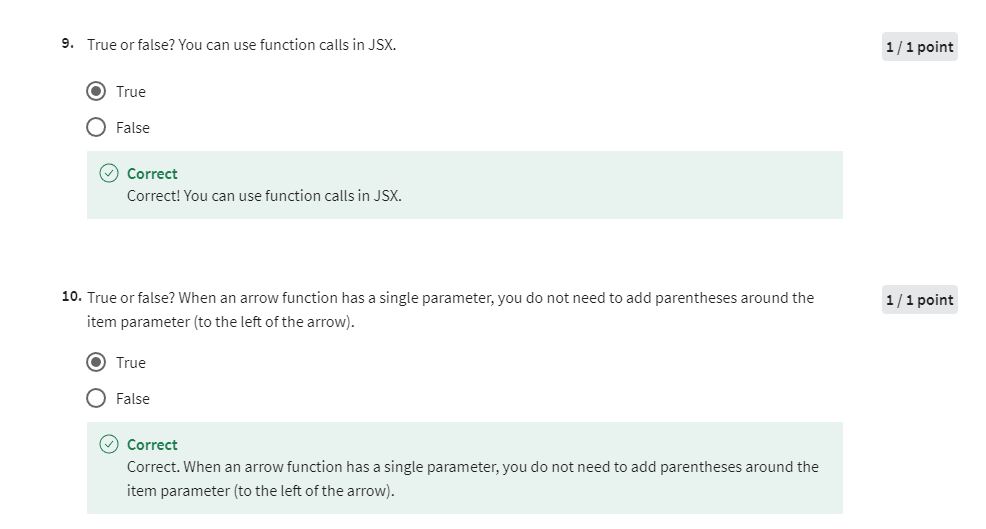 9. True or false? You can use function calls in JSX.
1 / 1 point
True
False
Correct
Correct! You can use function calls in JSX.
10. True or false? When an arrow function has a single parameter, you do not need to add parentheses around the
1 / 1 point
item parameter (to the left of the arrow).
True
False
Correct
Correct. When an arrow function has a single parameter, you do not need to add parentheses around the
item parameter (to the left of the arrow).